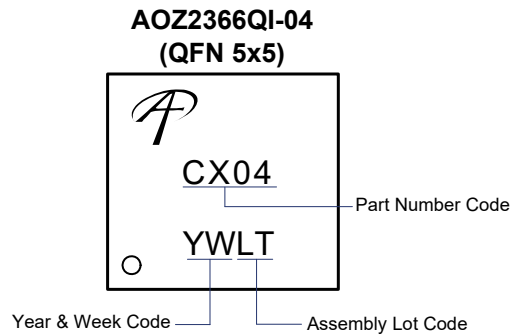 AOZ2366QI-04
(QFN 5x5)
CX04
Part Number Code
YWLT
Year & Week Code
Assembly Lot Code